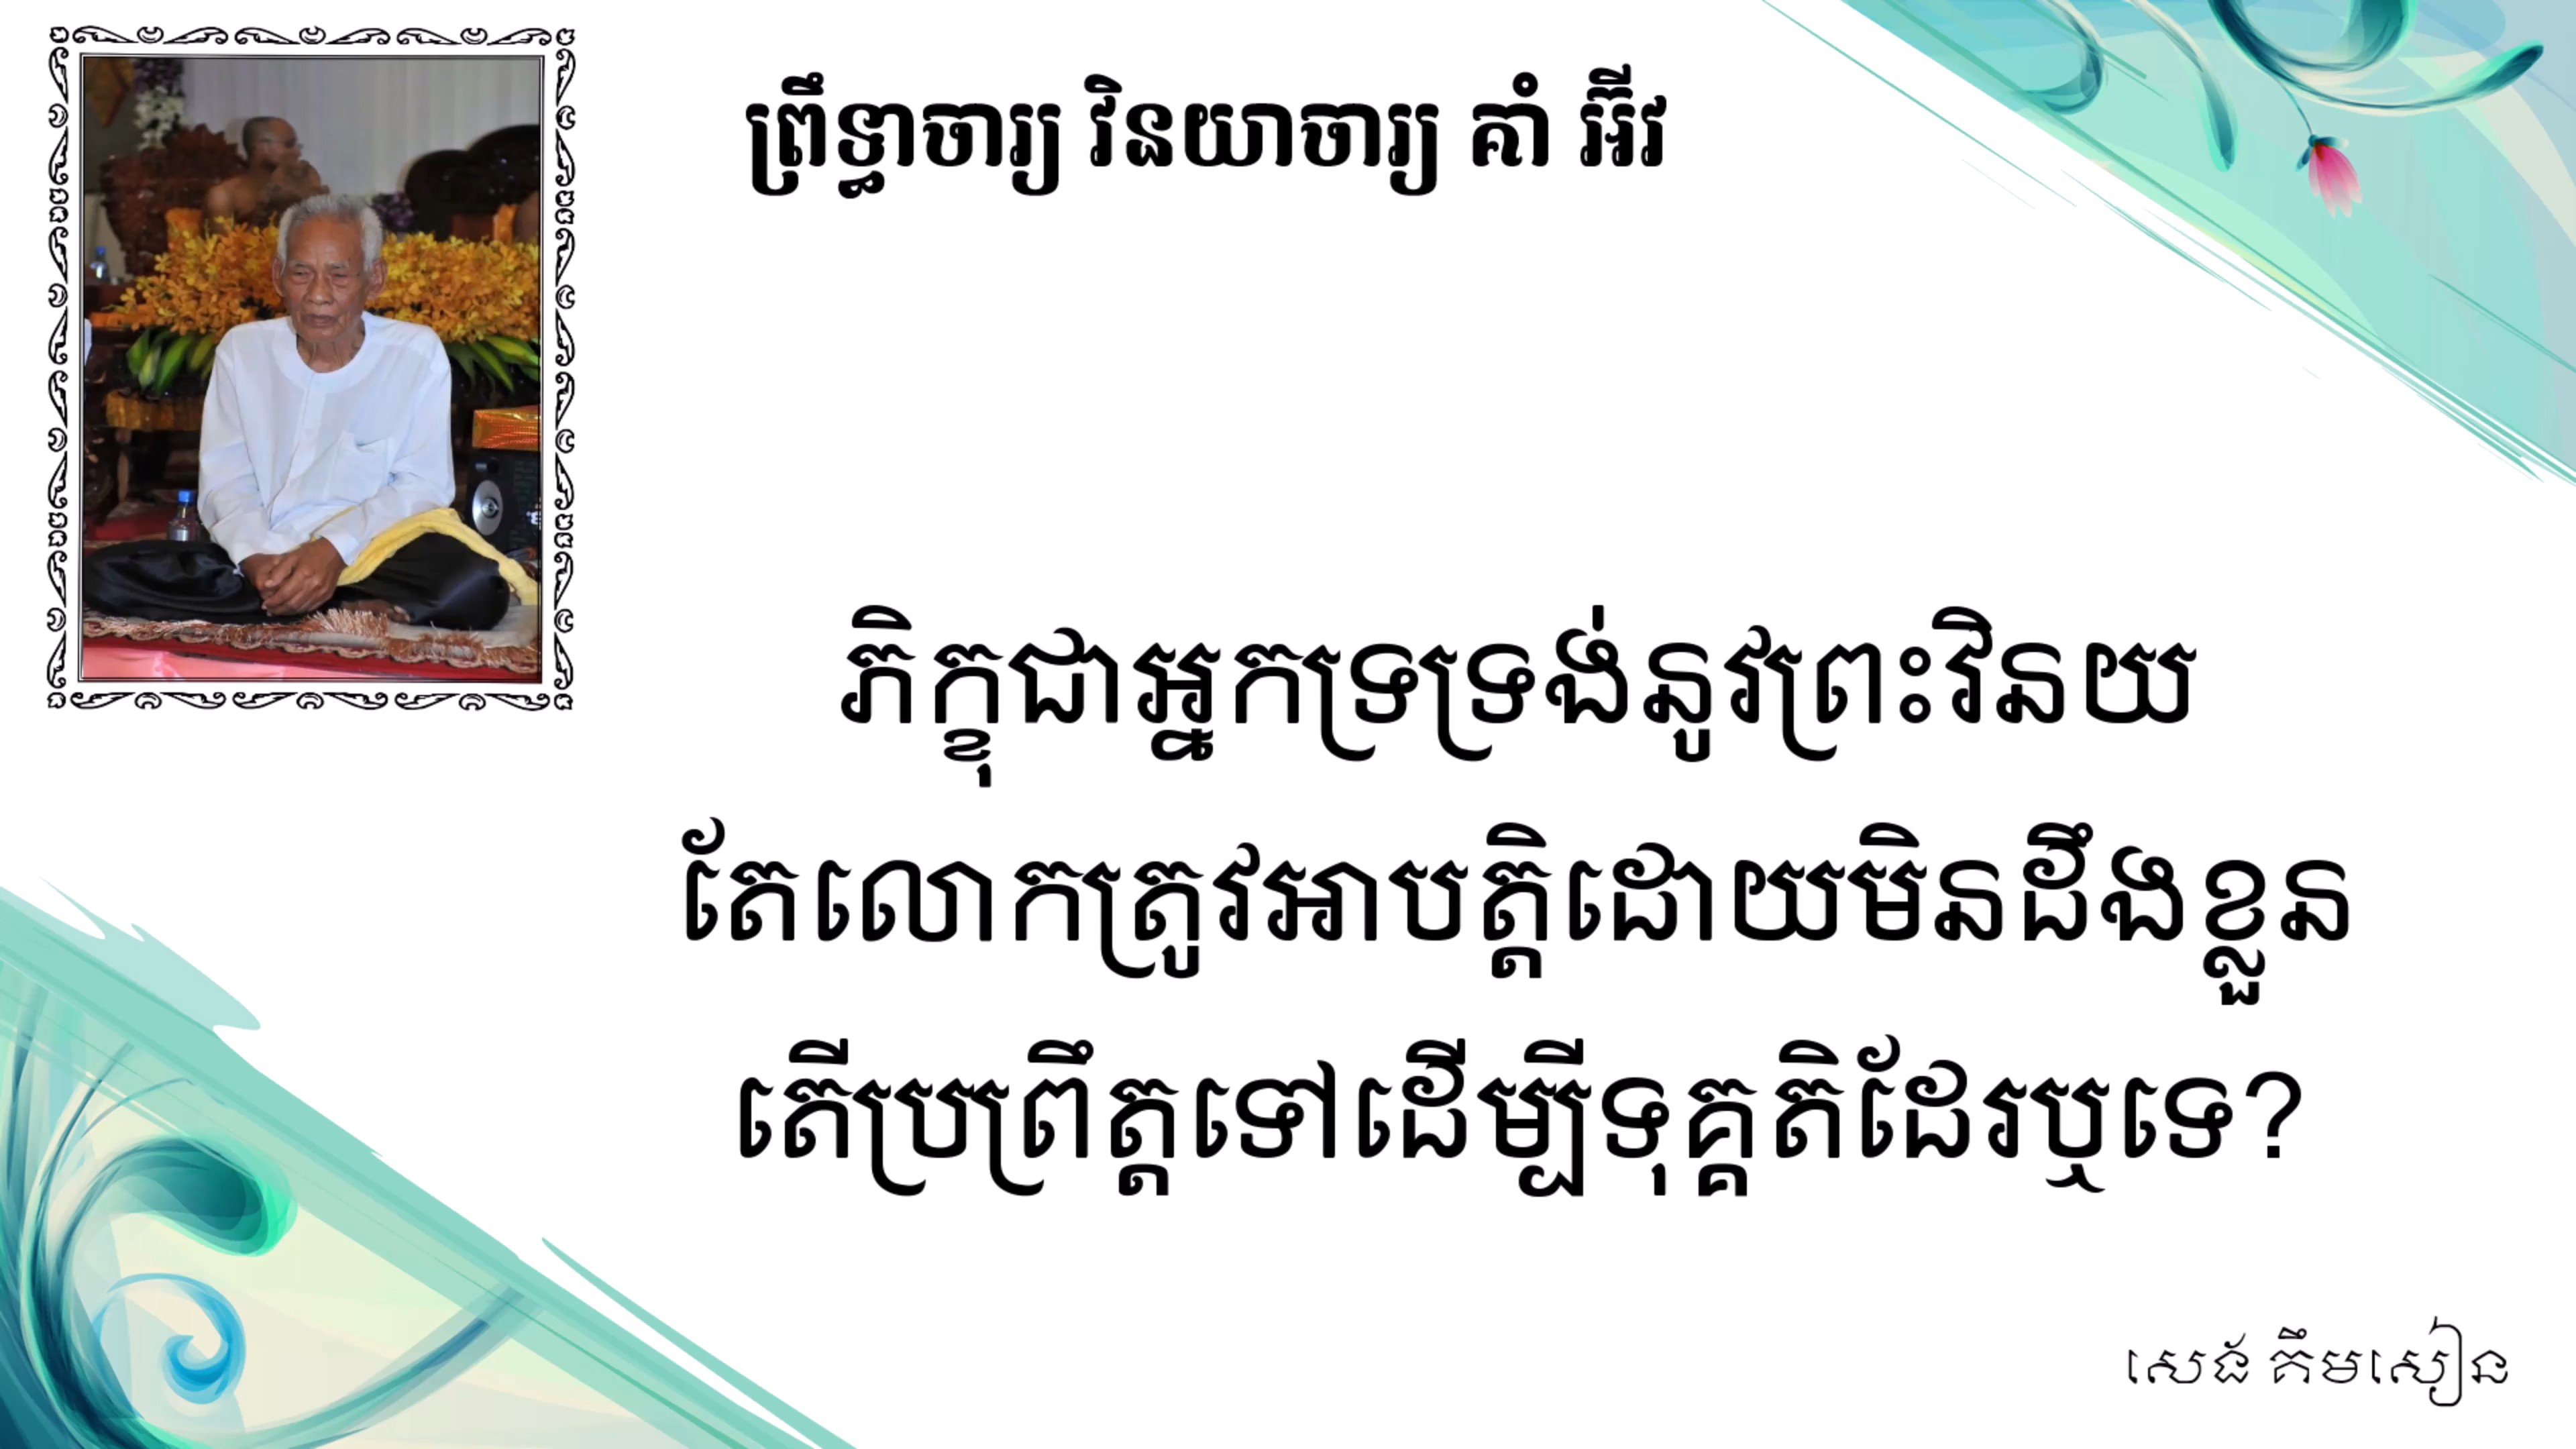 ព្រឹទ្ធាចារ្យ វិនយាចារ្យ គាំ អ៊ីវ
ភិក្ខុជាអ្នកទ្រទ្រង់នូវព្រះវិន័យ
តែលោកត្រូវអាបត្តិដោយមិនដឹងខ្លួន
តើប្រព្រឹត្តទៅដើម្បីទុគ្គតិដែរឬទេ?
សេង គឹមសៀន